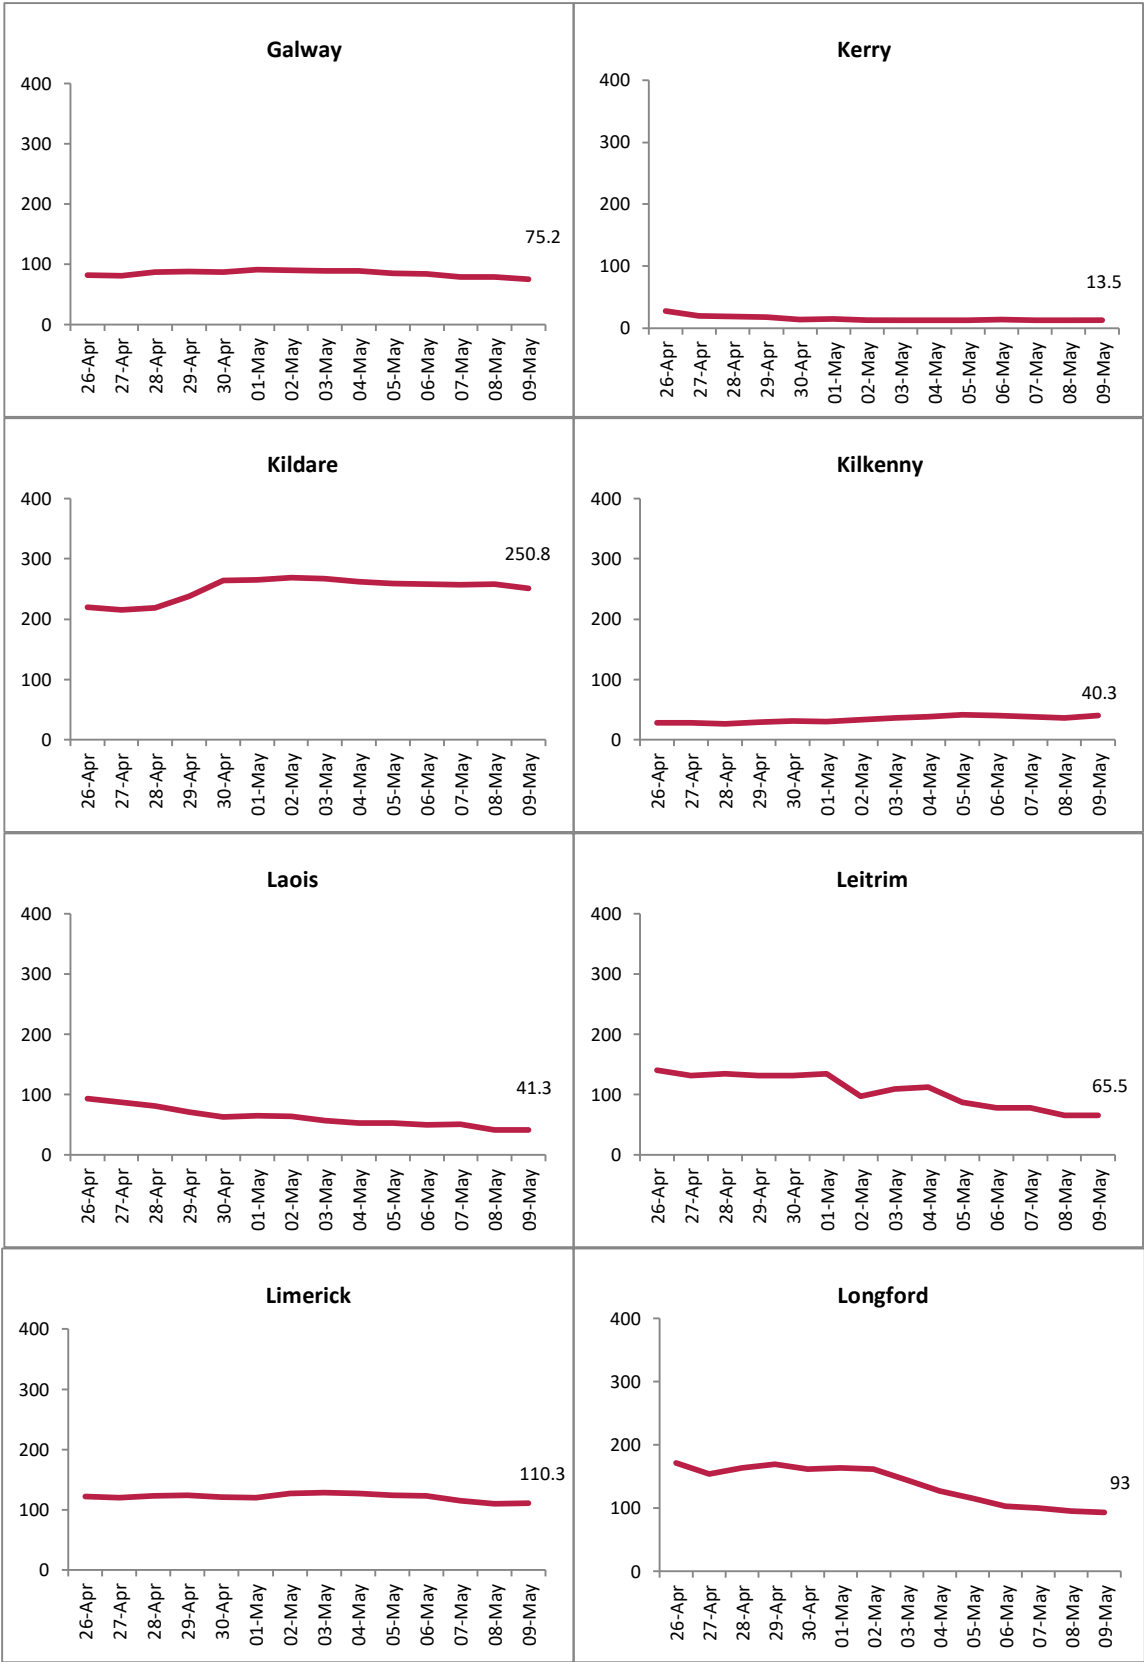 Galway
400
300
200
100
0
75.2
26-Apr
27-Apr
28-Apr
29-Apr
30-Apr
01-May
02-May
03-May
04-May
05-May
06-May
07-May
08-May
09-May
Kerry
400
300
200
100
0
13.5
26-Apr
27-Apr
28-Apr
29-Apr
30-Apr
01-May
02-May
03-May
04-May
05-May
06-May
07-May
08-May
09-May
Kildare
400
300
200
100
0
250.8
26-Apr
27-Apr
28-Apr
29-Apr
30-Apr
01-May
02-May
03-May
04-May
05-May
06-May
07-May
08-May
09-May
Kilkenny
400
300
200
100
0
40.3
26-Apr
27-Apr
28-Apr
29-Apr
30-Apr
01-May
02-May
03-May
04-May
05-May
06-May
07-May
08-May
09-May
Laois
400
300
200
100
0
41.3
26-Apr
27-Apr
28-Apr
29-Apr
30-Apr
01-May
02-May
03-May
04-May
05-May
06-May
07-May
08-May
09-May
Leitrim
400
300
200
100
0
65.5
26-Apr
27-Apr
28-Apr
29-Apr
30-Apr
01-May
02-May
03-May
04-May
05-May
06-May
07-May
08-May
09-May
Limerick
400
300
200
100
0
110.3
26-Apr
27-Apr
28-Apr
29-Apr
30-Apr
01-May
02-May
03-May
04-May
05-May
06-May
07-May
08-May
09-May
Longford
400
300
200
100
0
93
26-Apr
27-Apr
28-Apr
29-Apr
30-Apr
01-May
02-May
03-May
04-May
05-May
06-May
07-May
08-May
09-May